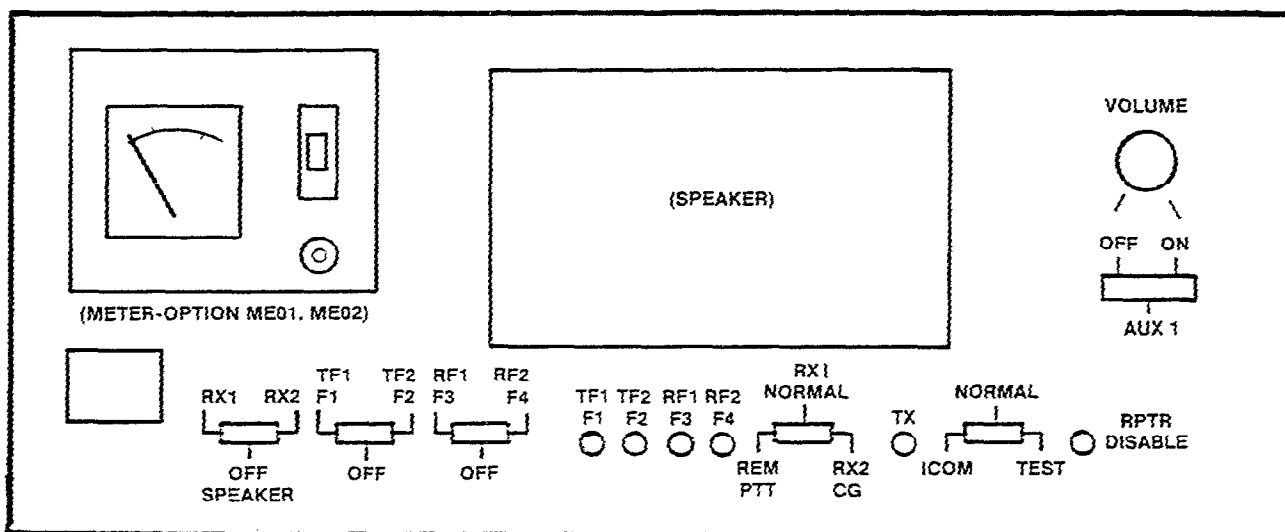 VOLUME
(SPEAKER)
OFF ON
(METER-OPTION ME01, ME02)
AUX 1
RX1 RX2
OFF
SPEAKER
TF1 TF2
F1 F2
OFF
RF1 RF2
F3 F4
OFF
TF1 TF2 RF1 RF2
F1 F2 F3 F4
RX1
NORMAL
REM RX2
PTT CG
TX
NORMAL
ICOM TEST
RPTR
DISABLE